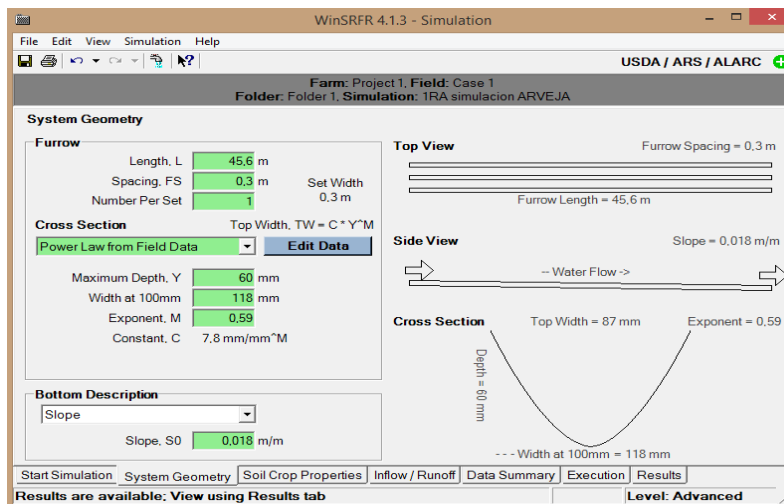 WinSRFR 4.1.3 - Simulation
File Edit View Simulation Help
USDA / ARS / ALARC
Farm: Project 1, Field: Case 1
Folder: Folder 1, Simulation: 1RA simulacion ARVEJA
System Geometry
Furrow
Length, L 45,6 m
Spacing, FS 0,3 m Set Width
Number Per Set 1 0,3 m
Cross Section Top Width, TW = C * Y^M
Power Law from Field Data Edit Data
Maximum Depth, Y 60 mm
Width at 100mm 118 mm
Exponent, M 0,59
Constant, C 7,8 mm/mm^M
Bottom Description
Slope
Slope, S0 0,018 m/m
Top View Furrow Spacing = 0,3 m
Furrow Length = 45,6 m
Side View Slope = 0,018 m/m
-- Water Flow ->
Cross Section Top Width = 87 mm Exponent = 0,59
Depth = 60 mm
- - - Width at 100mm = 118 mm
Start Simulation System Geometry Soil Crop Properties Inflow / Runoff Data Summary Execution Results
Results are available; View using Results tab Level: Advanced